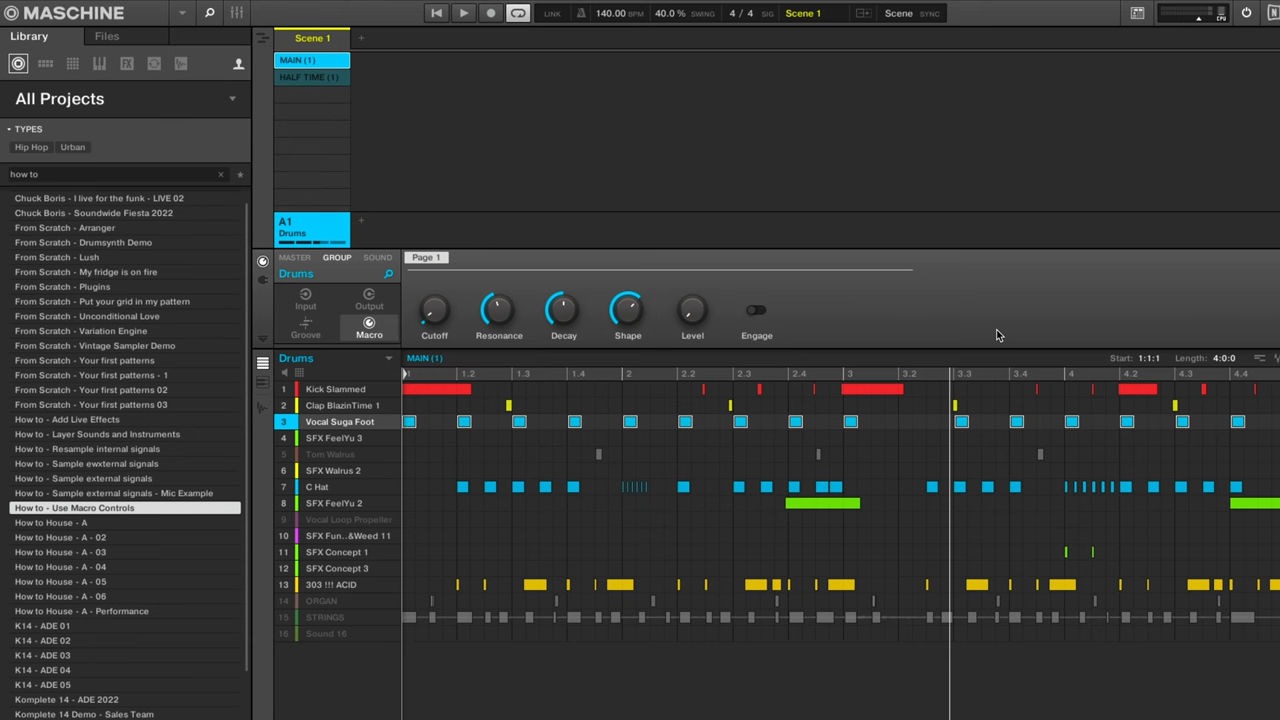 MASCHINE
LINK
140.00 BPM
40.0 % SWING
4 / 4 SIG
Scene 1
Scene SYNC
CPU
Library
Files
Scene 1
MAIN (1)
HALF TIME (1)
All Projects
TYPES
Hip Hop Urban
how to
Chuck Boris - I live for the funk - LIVE 02
Chuck Boris - Soundwide Fiesta 2022
From Scratch - Arranger
From Scratch - Drumsynth Demo
From Scratch - Lush
From Scratch - My fridge is on fire
From Scratch - Plugins
From Scratch - Put your grid in my pattern
From Scratch - Unconditional Love
From Scratch - Variation Engine
From Scratch - Vintage Sampler Demo
From Scratch - Your first patterns
From Scratch - Your first patterns - 1
From Scratch - Your first patterns 02
From Scratch - Your first patterns 03
How to - Add Live Effects
How to - Layer Sounds and Instruments
How to - Resample internal signals
How to - Sample ewxternal signals
How to - Sample external signals
How to - Sample external signals - Mic Example
How to - Use Macro Controls
How to House - A
How to House - A - 02
How to House - A - 03
How to House - A - 04
How to House - A - 05
How to House - A - 06
How to House - A - Performance
K14 - ADE 01
K14 - ADE 02
K14 - ADE 03
K14 - ADE 04
K14 - ADE 05
Komplete 14 - ADE 2022
Komplete 14 Demo - Sales Team
A1
Drums
MASTER GROUP SOUND
Drums
Input Output
Groove Macro
Page 1
Cutoff Resonance Decay Shape Level Engage
Drums
MAIN (1)
Start: 1:1:1 Length: 4:0:0
1 1.2 1.3 1.4 2 2.2 2.3 2.4 3 3.2 3.3 3.4 4 4.2 4.3 4.4
1 Kick Slammed
2 Clap BlazinTime 1
3 Vocal Suga Foot
4 SFX FeelYu 3
5 Tom Walrus
6 SFX Walrus 2
7 C Hat
8 SFX FeelYu 2
9 Vocal Loop Propeller
10 SFX Fun..&Weed 11
11 SFX Concept 1
12 SFX Concept 3
13 303 !!! ACID
14 ORGAN
15 STRINGS
16 Sound 16